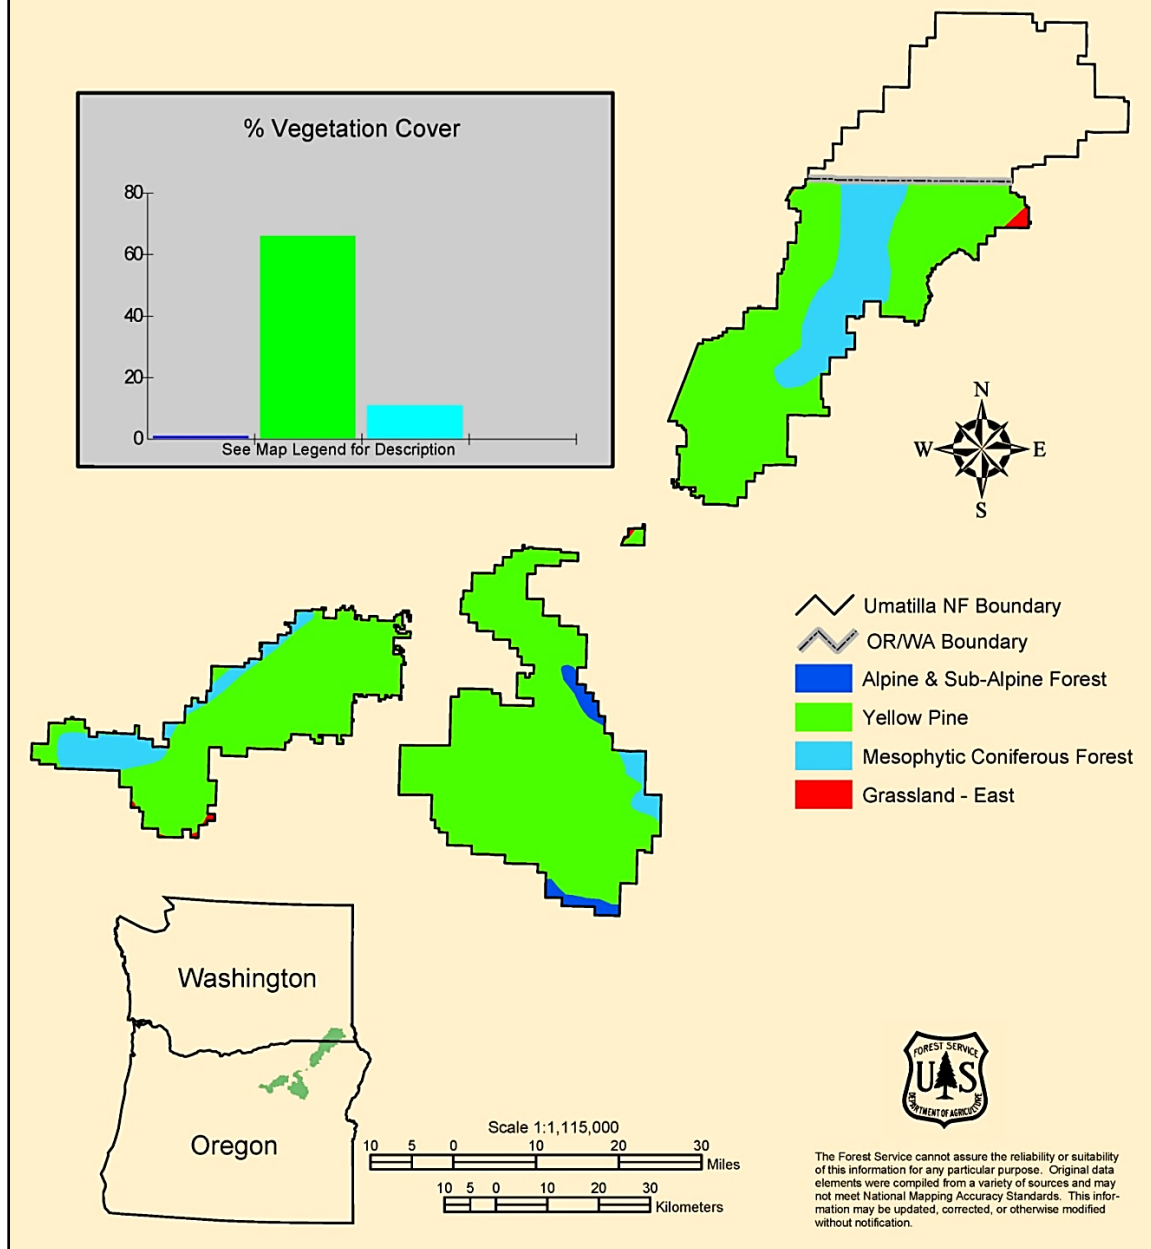 % Vegetation Cover
80
60
40
20
0
See Map Legend for Description
N
W
E
S
Umatilla NF Boundary
OR/WA Boundary
Alpine & Sub-Alpine Forest
Yellow Pine
Mesophytic Coniferous Forest
Grassland - East
Washington
Oregon
Scale 1:1,115,000
10 5 0 10 20 30
Miles
10 5 0 10 20 30
Kilometers
FOREST SERVICE
U S
DEPARTMENT OF AGRICULTURE
The Forest Service cannot assure the reliability or suitability
of this information for any particular purpose. Original data
elements were compiled from a variety of sources and may
not meet National Mapping Accuracy Standards. This infor-
mation may be updated, corrected, or otherwise modified
without notification.